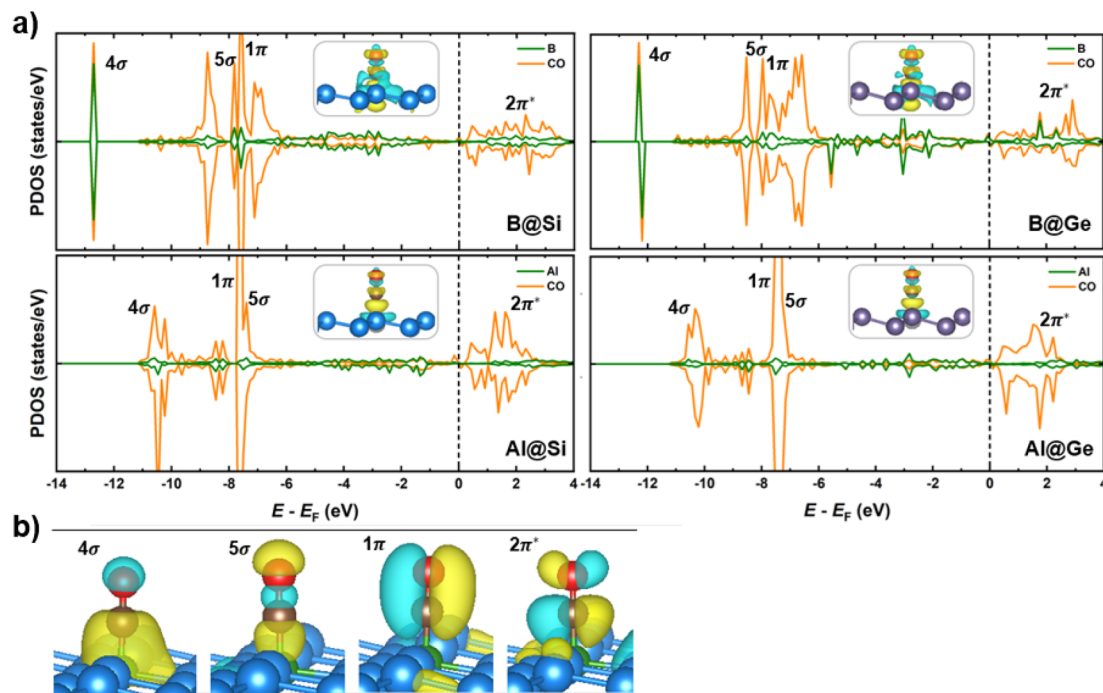 a)
PDOS (states/eV)
4σ
5σ
1π
2π*
B
CO
B@Si
4σ
5σ
1π
2π*
B
CO
B@Ge
PDOS (states/eV)
4σ
1π
5σ
2π*
Al
CO
Al@Si
4σ
1π
5σ
2π*
Al
CO
Al@Ge
-14 -12 -10 -8 -6 -4 -2 0 2 4
-12 -10 -8 -6 -4 -2 0 2 4
E - EF (eV)
E - EF (eV)
b)
4σ 5σ 1π 2π*